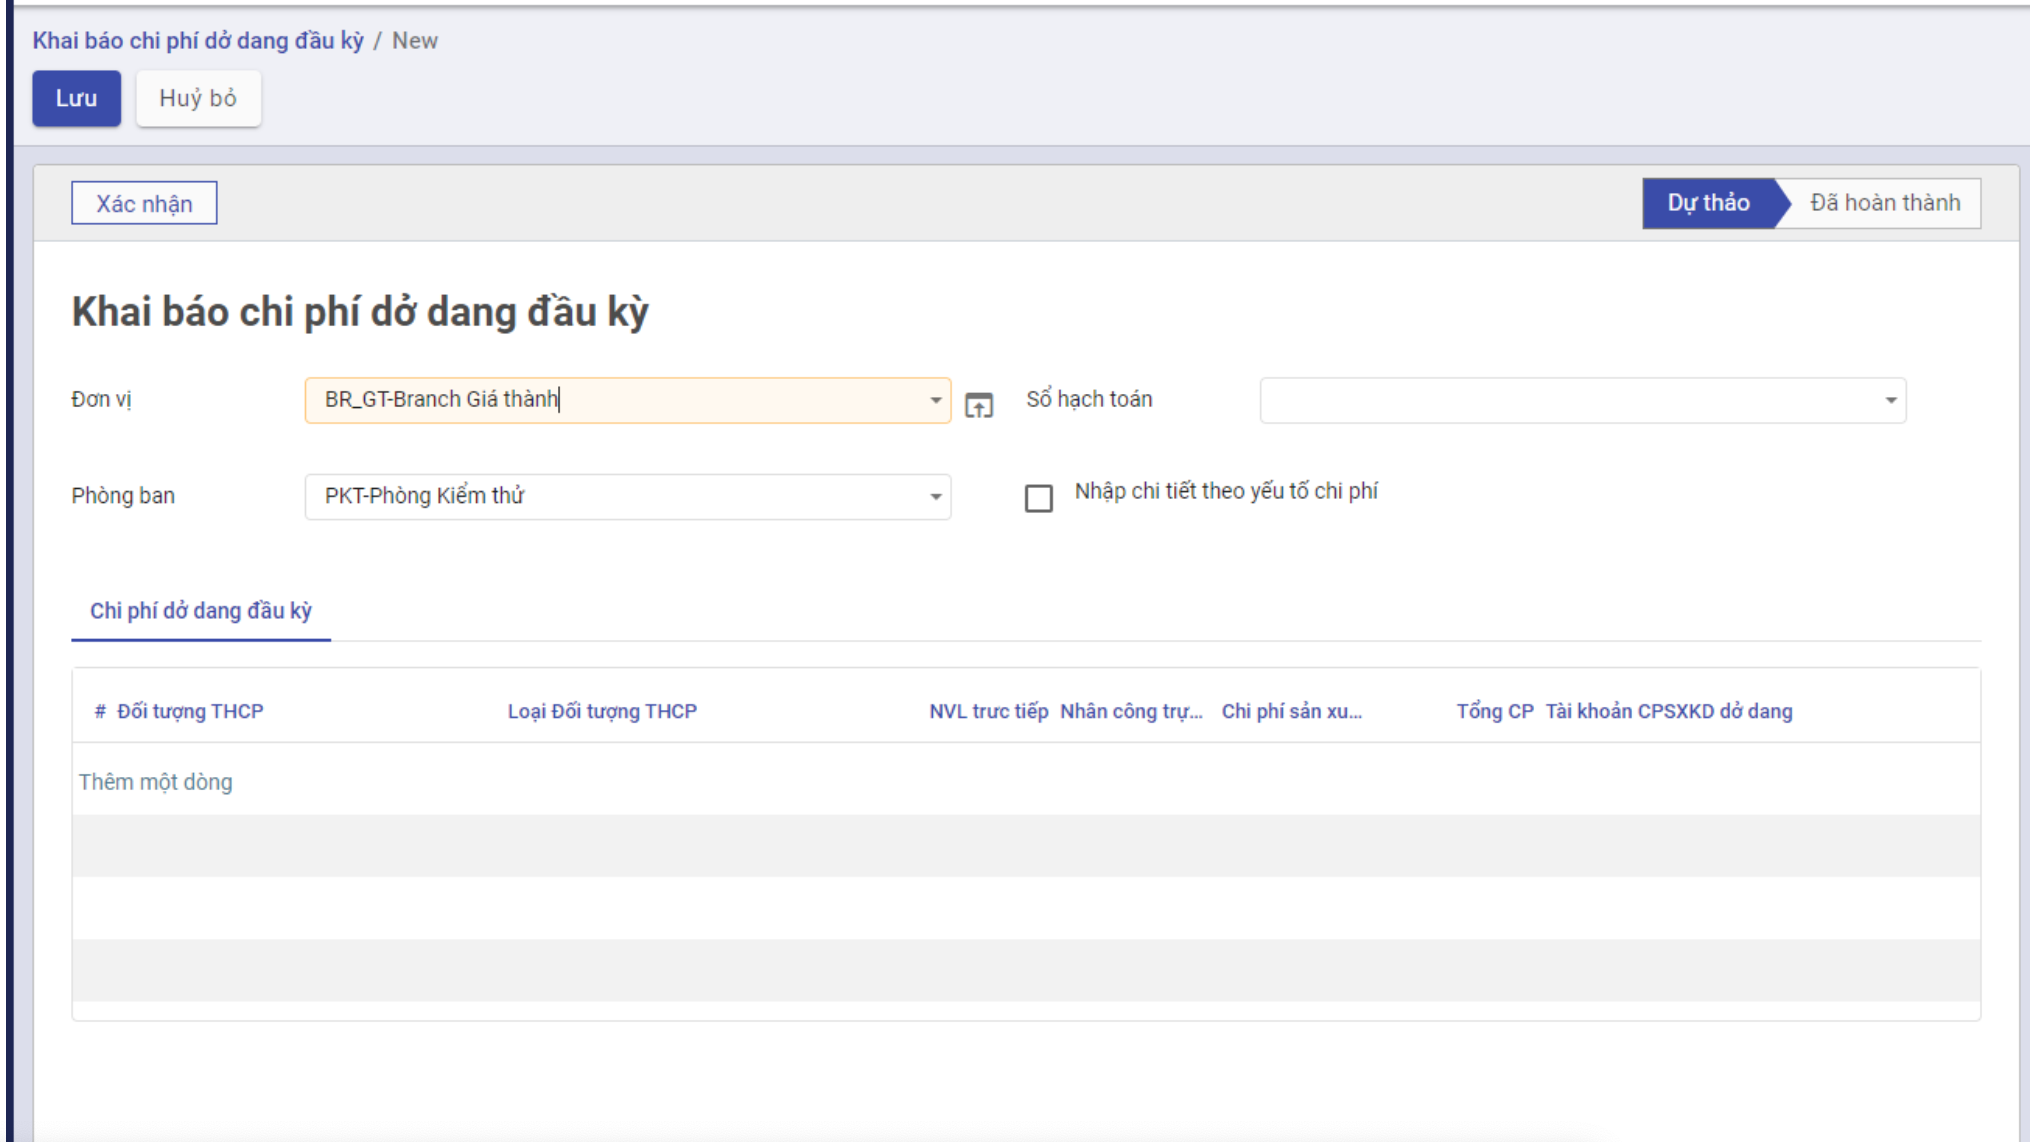 Khai báo chi phí dở dang đầu kỳ / New
Lưu
Huỷ bỏ
Xác nhận
Dự thảo
Đã hoàn thành
Khai báo chi phí dở dang đầu kỳ
Đơn vị
BR_GT-Branch Giá thành
Sổ hạch toán
Phòng ban
PKT-Phòng Kiểm thử
Nhập chi tiết theo yếu tố chi phí
Chi phí dở dang đầu kỳ
# Đối tượng THCP Loại Đối tượng THCP NVL trưc tiếp Nhân công trự... Chi phí sản xu... Tổng CP Tài khoản CPSXKD dở dang
Thêm một dòng